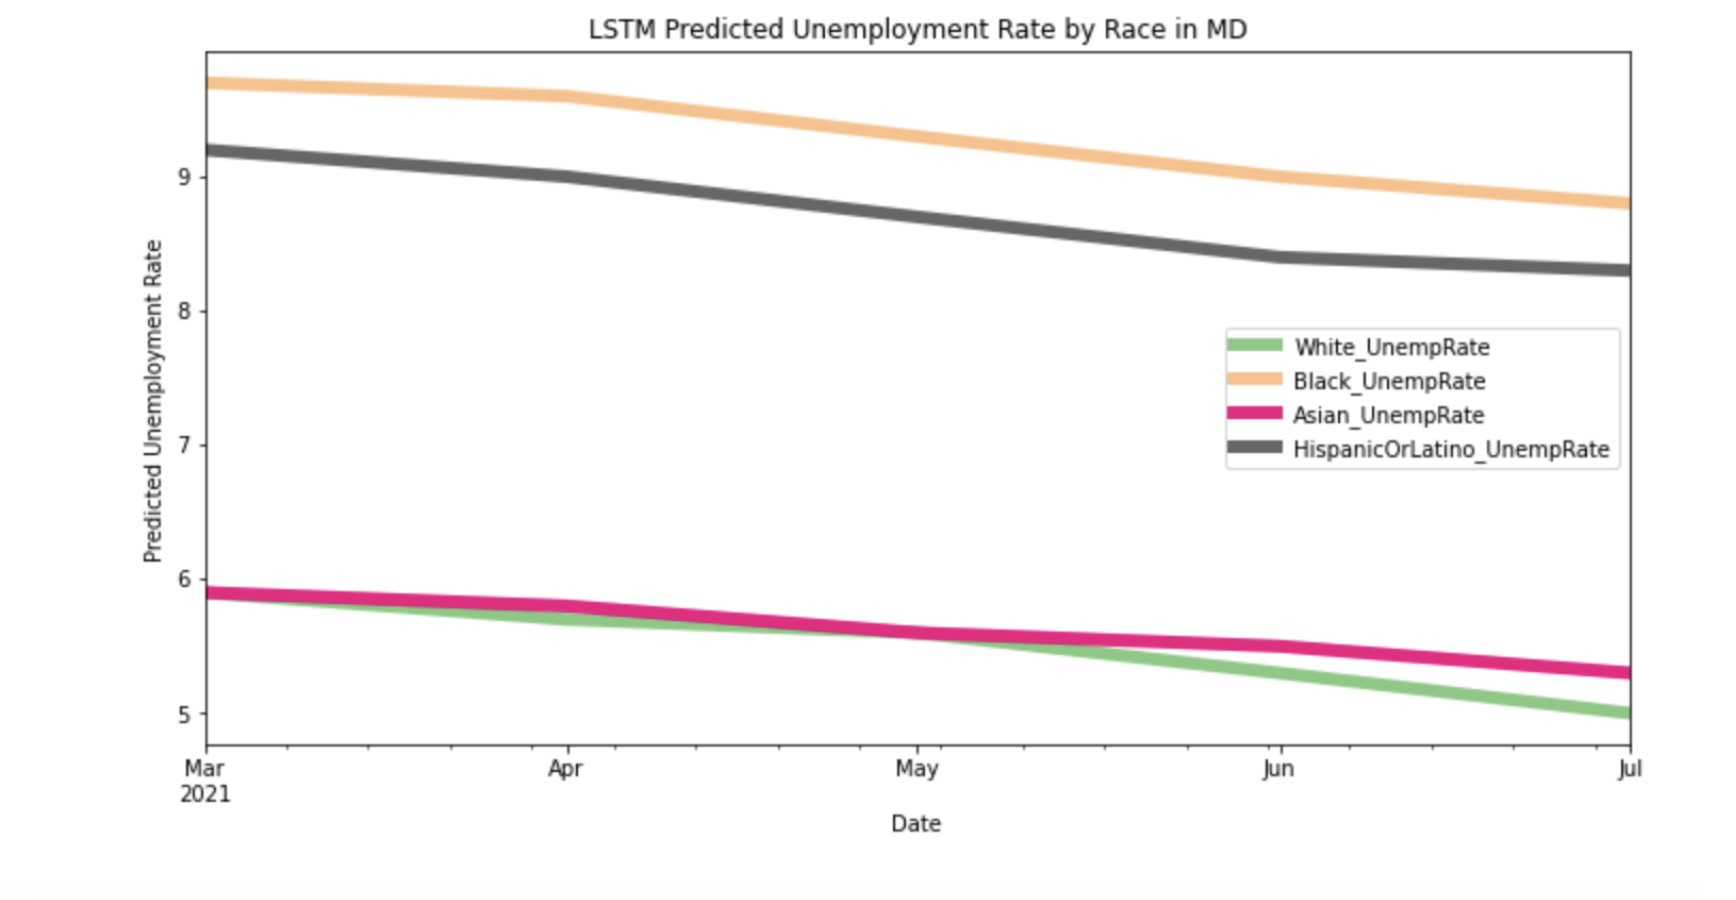 LSTM Predicted Unemployment Rate by Race in MD
Predicted Unemployment Rate
9
8
7
6
5
White_UnempRate
Black_UnempRate
Asian_UnempRate
HispanicOrLatino_UnempRate
Mar Apr May Jun Jul
2021
Date